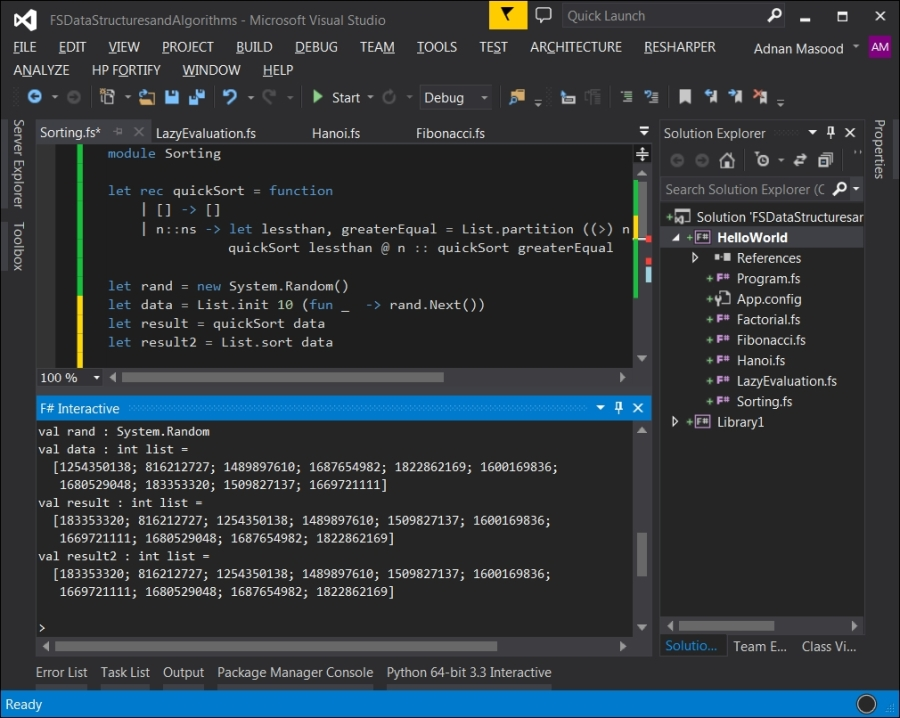 FSDataStructuresandAlgorithms - Microsoft Visual Studio
Quick Launch
FILE EDIT VIEW PROJECT BUILD DEBUG TEAM TOOLS TEST ARCHITECTURE RESHARPER
Adnan Masood AM
ANALYZE HP FORTIFY WINDOW HELP
Start Debug
Server Explorer
Toolbox
Sorting.fs* LazyEvaluation.fs Hanoi.fs Fibonacci.fs
module Sorting
let rec quickSort = function
| [] -> []
| n::ns -> let lessthan, greaterEqual = List.partition ((>) n
quickSort lessthan @ n :: quickSort greaterEqual
let rand = new System.Random()
let data = List.init 10 (fun _ -> rand.Next())
let result = quickSort data
let result2 = List.sort data
100 %
F# Interactive
val rand : System.Random
val data : int list =
[1254350138; 816212727; 1489897610; 1687654982; 1822862169; 1600169836;
1680529048; 183353320; 1509827137; 1669721111]
val result : int list =
[183353320; 816212727; 1254350138; 1489897610; 1509827137; 1600169836;
1669721111; 1680529048; 1687654982; 1822862169]
val result2 : int list =
[183353320; 816212727; 1254350138; 1489897610; 1509827137; 1600169836;
1669721111; 1680529048; 1687654982; 1822862169]
>
Solution Explorer
Search Solution Explorer (C
Solution 'FSDataStructuresar
F# HelloWorld
References
F# Program.fs
App.config
F# Factorial.fs
F# Fibonacci.fs
F# Hanoi.fs
F# LazyEvaluation.fs
F# Sorting.fs
F# Library1
Solutio... Team E... Class Vi...
Properties
Error List Task List Output Package Manager Console Python 64-bit 3.3 Interactive
Ready